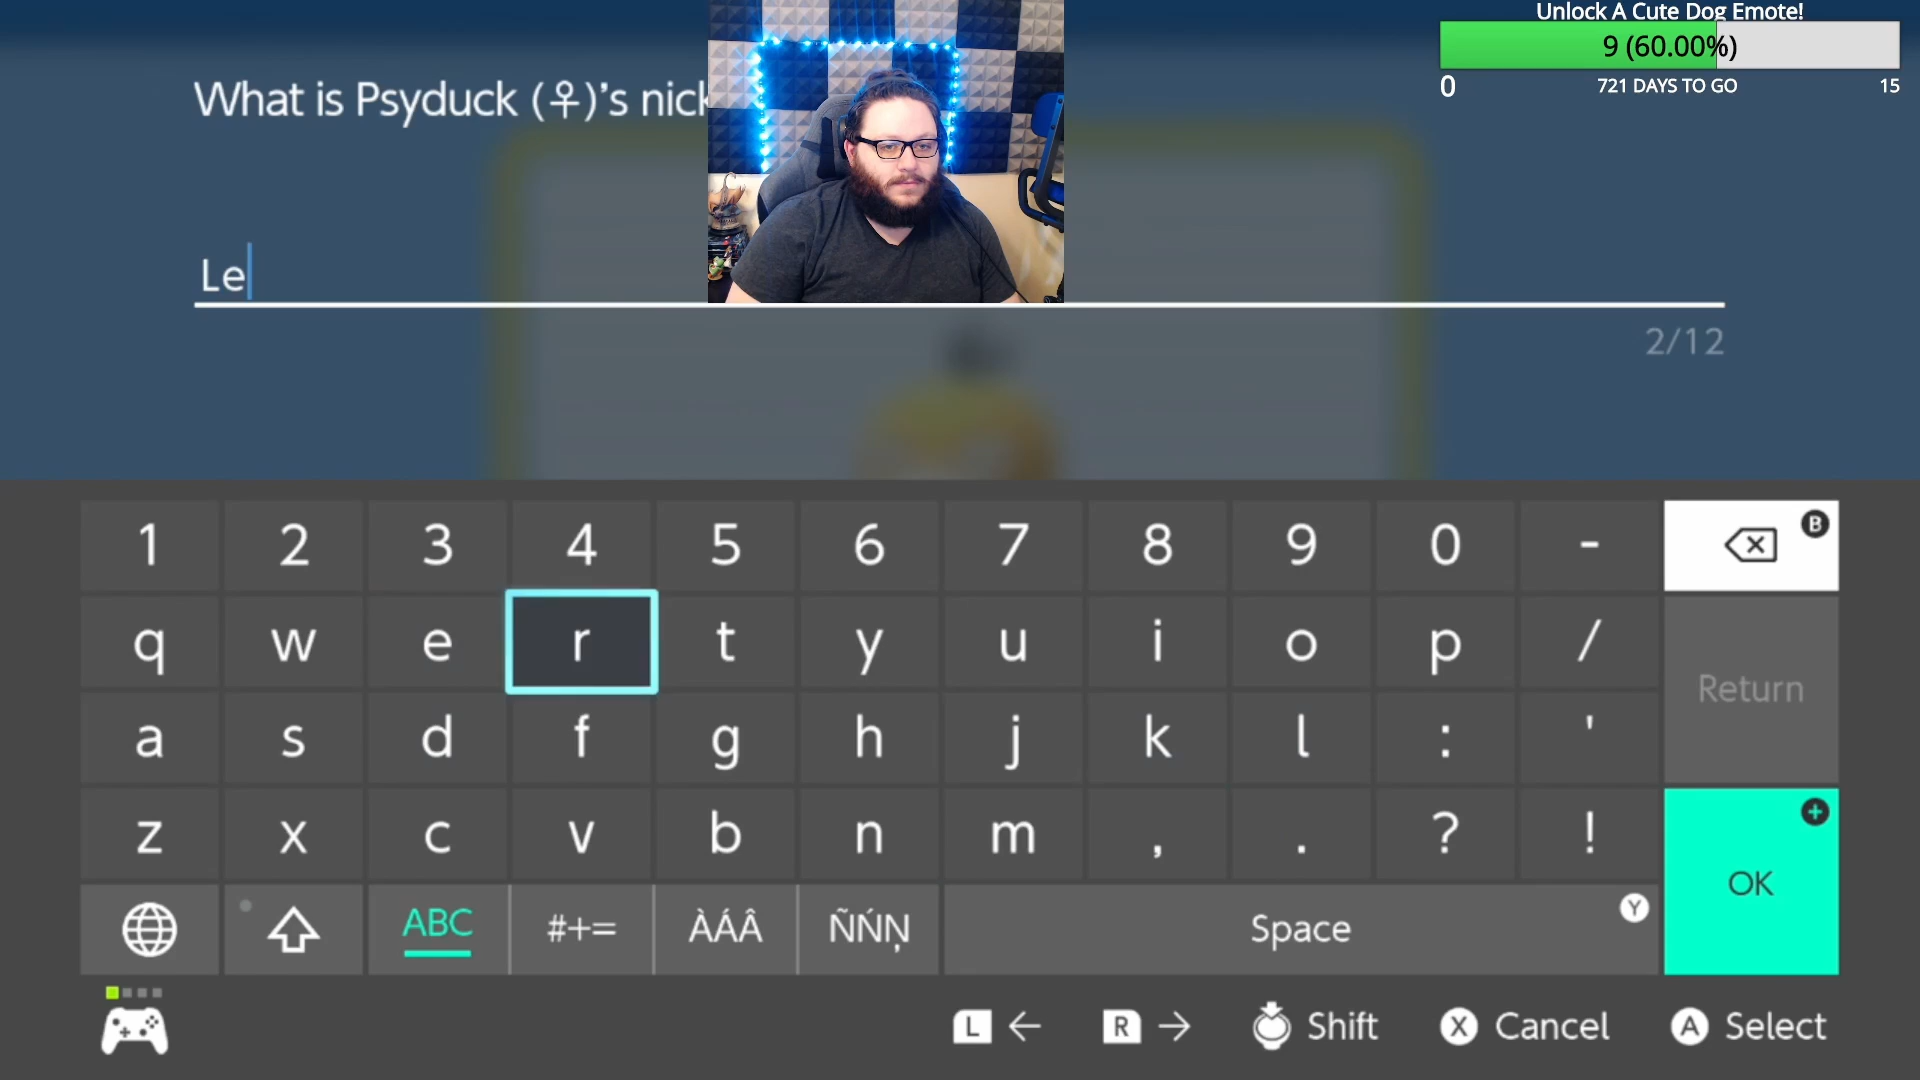 Unlock A Cute Dog Emote!
9 (60.00%)
0 721 DAYS TO GO 15
What is Psyduck (♀)'s nick
Le
2/12
1 2 3 4 5 6 7 8 9 0 - B
q w e r t y u i o p /
Return
a s d f g h j k l : '
z x c v b n m , . ? ! +
OK
ABC #+= ÀÁÂ ÑŃŅ Space Y
L ← R → Shift X Cancel A Select